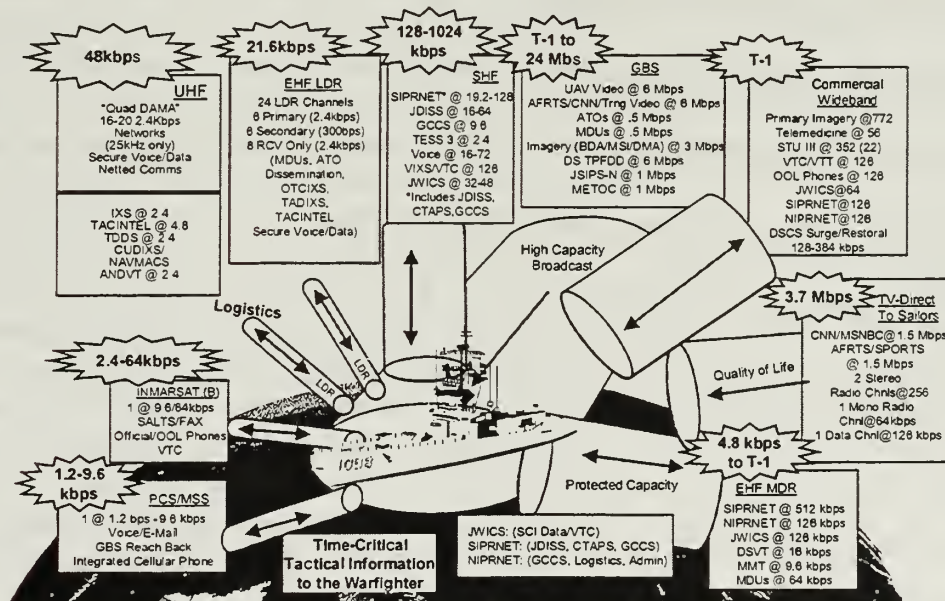 48kbps
UHF
"Quad DAMA"
16-20 2.4Kbps
Networks
(25kHz only)
Secure Voice/Data
Netted Comms
IXS @ 2 4
TACINTEL @ 4.8
TDDS @ 2 4
CUDIXS/
NAVMACS
ANDVT @ 2 4
21.6kbps
EHF LDR
24 LDR Channels
6 Primary (2.4kbps)
6 Secondary (300bps)
8 RCV Only (2.4kbps)
(MDUs, ATO
Dissemination,
OTCIXS,
TADIXS,
TACINTEL
Secure Voice/Data)
128-1024
kbps
SHF
SIPRNET* @ 19.2-128
JDISS @ 16-64
GCCS @ 9 6
TESS 3 @ 2 4
Voice @ 16-72
VIXS/VTC @ 128
JWICS @ 32-48
*Includes JDISS,
CTAPS,GCCS
T-1 to
24 Mbs
GBS
UAV Video @ 6 Mbps
AFRTS/CNN/Trng Video @ 6 Mbps
ATOs @ .5 Mbps
MDUs @ .5 Mbps
Imagery (BDA/MSI/DMA) @ 3 Mbps
DS TPFDD @ 6 Mbps
JSIPS-N @ 1 Mbps
METOC @ 1 Mbps
T-1
Commercial
Wideband
Primary Imagery @772
Telemedicine @ 56
STU III @ 352 (22)
VTC/VTT @ 128
OOL Phones @ 128
JWICS@64
SIPRNET@128
NIPRNET@128
DSCS Surge/Restoral
128-384 kbps
High Capacity
Broadcast
3.7 Mbps
TV-Direct
To Sailors
CNN/MSNBC@ 1.5 Mbps
AFRTS/SPORTS
@ 1.5 Mbps
2 Stereo
Radio Chnls@256
1 Mono Radio
Chnl@64kbps
1 Data Chnl@128 kbps
Quality of Life
Logistics
LDR
LDR
2.4-64kbps
INMARSAT (B)
1 @ 9 6/64kbps
SALTS/FAX
Official/OOL Phones
VTC
1.2-9.6
kbps
PCS/MSS
1 @ 1.2 bps -9 6 kbps
Voice/E-Mail
GBS Reach Back
Integrated Cellular Phone
Time-Critical
Tactical Information
to the Warfighter
Protected Capacity
JWICS: (SCI Data/VTC)
SIPRNET: (JDISS, CTAPS, GCCS)
NIPRNET: (GCCS, Logistics, Admin)
4.8 kbps
to T-1
EHF MDR
SIPRNET @ 512 kbps
NIPRNET @ 128 kbps
JWICS @ 128 kbps
DSVT @ 16 kbps
MMT @ 9.6 kbps
MDUs @ 64 kbps